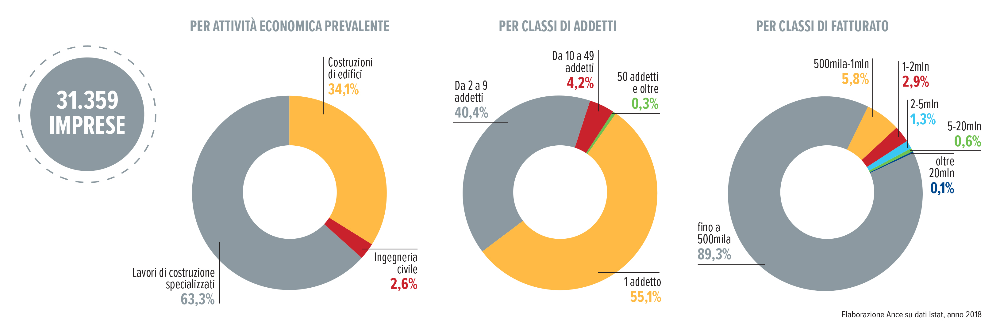 31.359
IMPRESE
PER ATTIVITÀ ECONOMICA PREVALENTE
Costruzioni
di edifici
34,1%
Ingegneria
civile
2,6%
Lavori di costruzione
specializzati
63,3%
PER CLASSI DI ADDETTI
Da 2 a 9
addetti
40,4%
Da 10 a 49
addetti
4,2%
50 addetti
e oltre
0,3%
1 addetto
55,1%
PER CLASSI DI FATTURATO
500mila-1mln
5,8%
1-2mln
2,9%
2-5mln
1,3%
5-20mln
0,6%
oltre
20mln
0,1%
fino a
500mila
89,3%
Elaborazione Ance su dati Istat, anno 2018